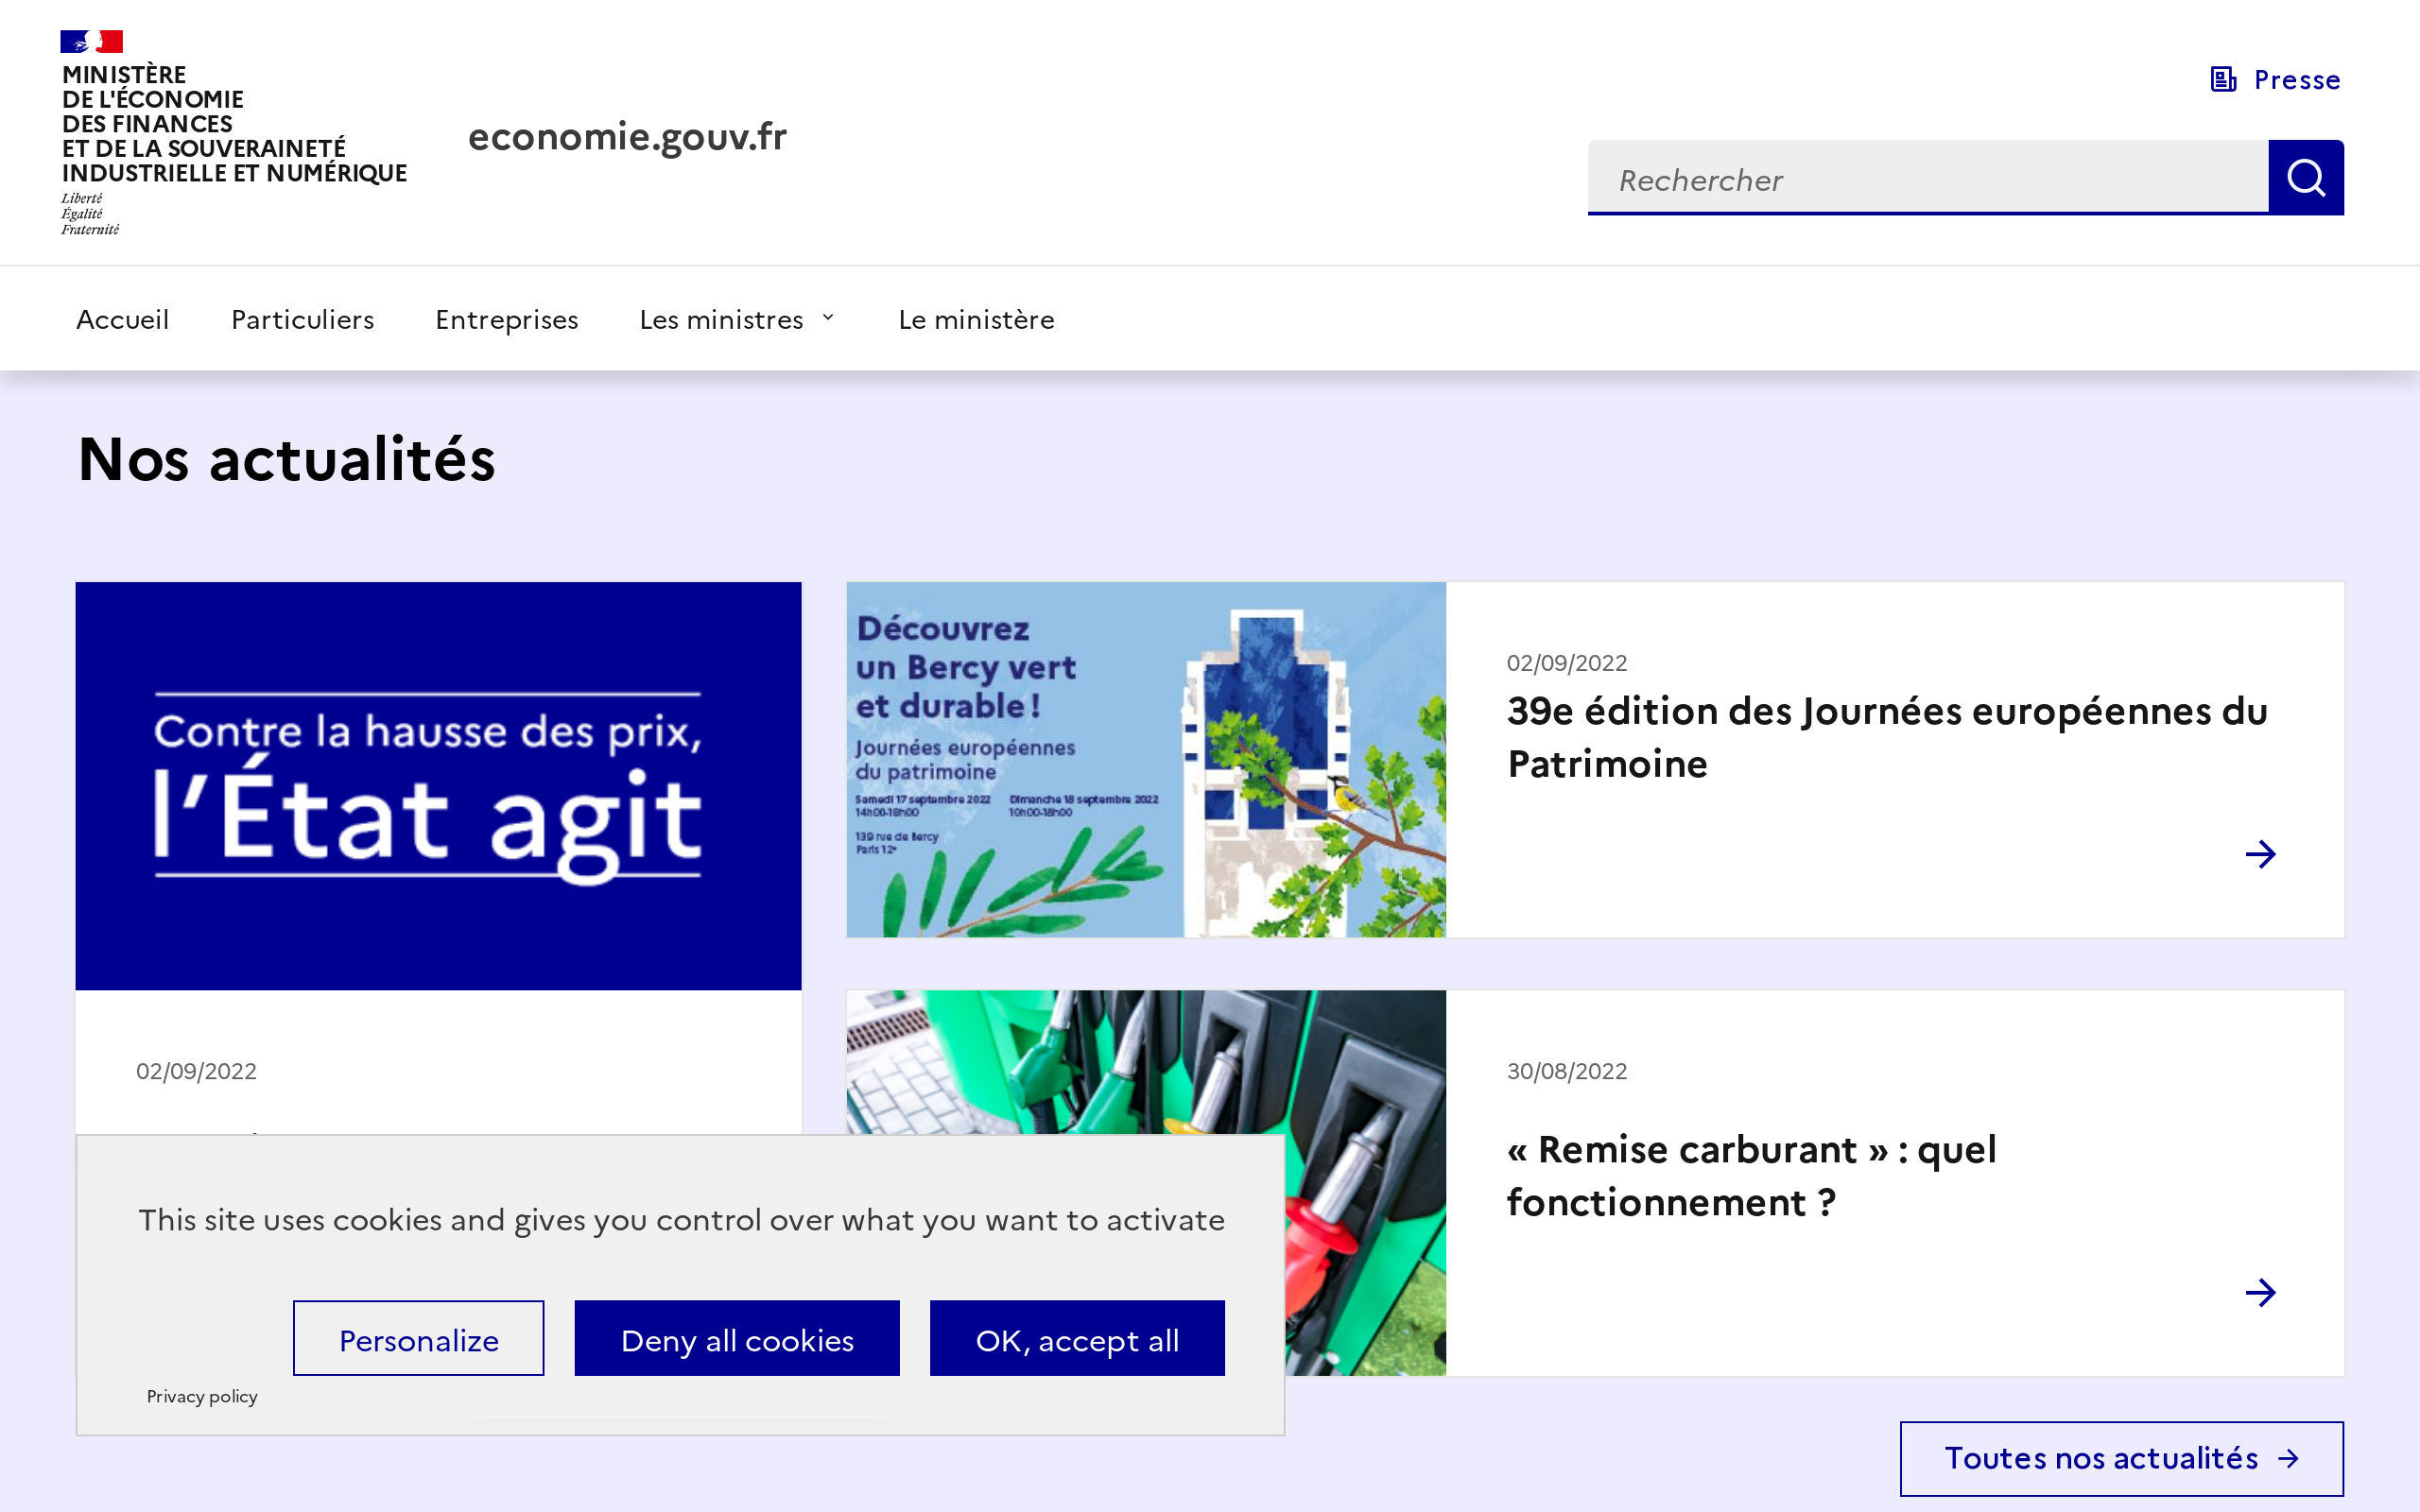 MINISTÈRE
DE L'ÉCONOMIE
DES FINANCES
ET DE LA SOUVERAINETÉ
INDUSTRIELLE ET NUMÉRIQUE
Liberté
Égalité
Fraternité
economie.gouv.fr
Presse
Rechercher
Accueil
Particuliers
Entreprises
Les ministres
Le ministère
Nos actualités
Contre la hausse des prix,
l'État agit
02/09/2022
Découvrez
un Bercy vert
et durable !
Journées européennes
du patrimoine
Samedi 17 septembre 2022
14h00-18h00
Dimanche 18 septembre 2022
10h00-18h00
139 rue de Bercy
Paris 12e
02/09/2022
39e édition des Journées européennes du
Patrimoine
30/08/2022
« Remise carburant » : quel
fonctionnement ?
This site uses cookies and gives you control over what you want to activate
Personalize
Deny all cookies
OK, accept all
Privacy policy
Toutes nos actualités